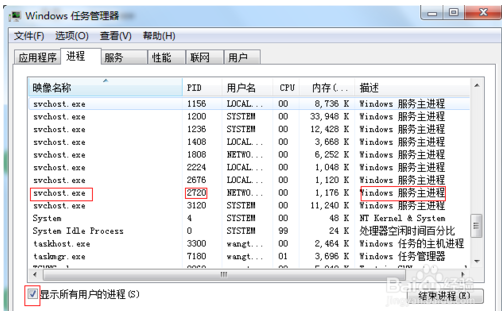 Windows 任务管理器
文件(F) 选项(O) 查看(V) 帮助(H)
应用程序 进程 服务 性能 联网 用户
映像名称 PID 用户名 CPU 内存(... 描述
svchost.exe 1156 LOCAL... 00 8,736 K Windows 服务主进程
svchost.exe 1200 SYSTEM 00 33,948 K Windows 服务主进程
svchost.exe 1236 SYSTEM 00 12,428 K Windows 服务主进程
svchost.exe 1408 LOCAL... 00 3,668 K Windows 服务主进程
svchost.exe 1808 NETWO... 00 6,252 K Windows 服务主进程
svchost.exe 2224 LOCAL... 00 1,048 K Windows 服务主进程
svchost.exe 2676 LOCAL... 00 1,120 K Windows 服务主进程
svchost.exe 2720 NETWO... 00 1,176 K Windows 服务主进程
svchost.exe 3120 SYSTEM 00 11,240 K Windows 服务主进程
System 4 SYSTEM 00 48 K NT Kernel & System
System Idle Process 0 SYSTEM 99 24 K 处理器空闲时间百分比
taskhost.exe 3300 wangt... 00 2,464 K Windows 任务的主机进程
taskmgr.exe 7180 wangt... 01 3,696 K Windows 任务管理器
显示所有用户的进程(S) 结束进程(E)